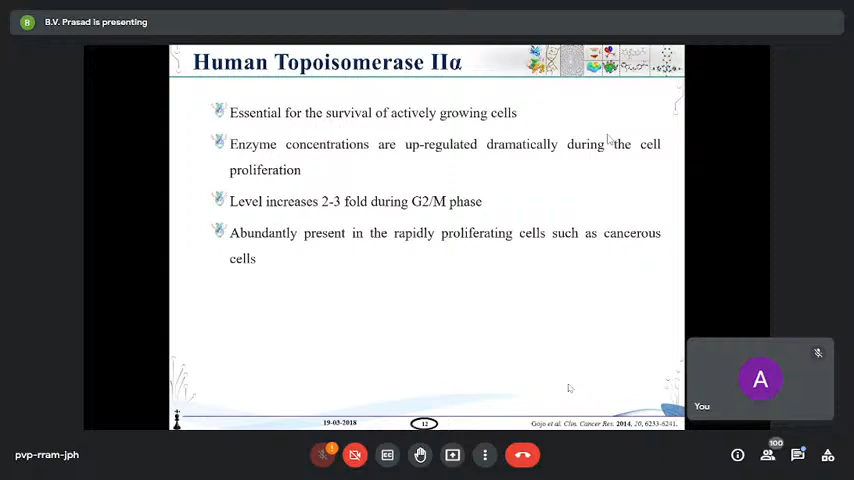 B
B.V. Prasad is presenting
Human Topoisomerase IIα
Essential for the survival of actively growing cells
Enzyme concentrations are up-regulated dramatically during the cell
proliferation
Level increases 2-3 fold during G2/M phase
Abundantly present in the rapidly proliferating cells such as cancerous
cells
A
You
19-03-2018
12
Gojo et al. Clin. Cancer Res. 2014, 20, 6233-6241.
pvp-rram-jph
!
CC
100